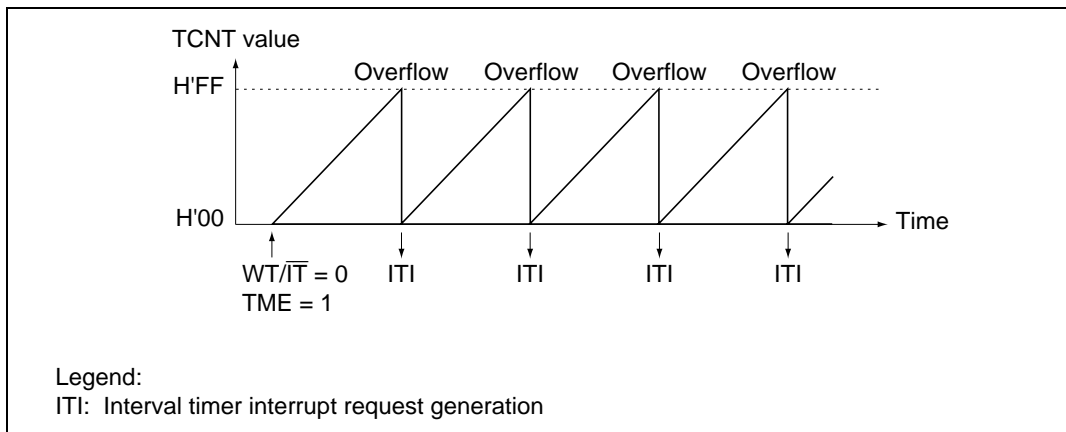 TCNT value
Overflow Overflow Overflow Overflow
H'FF
H'00
Time
WT/IT̅ = 0 ITI ITI ITI ITI
TME = 1
Legend:
ITI: Interval timer interrupt request generation